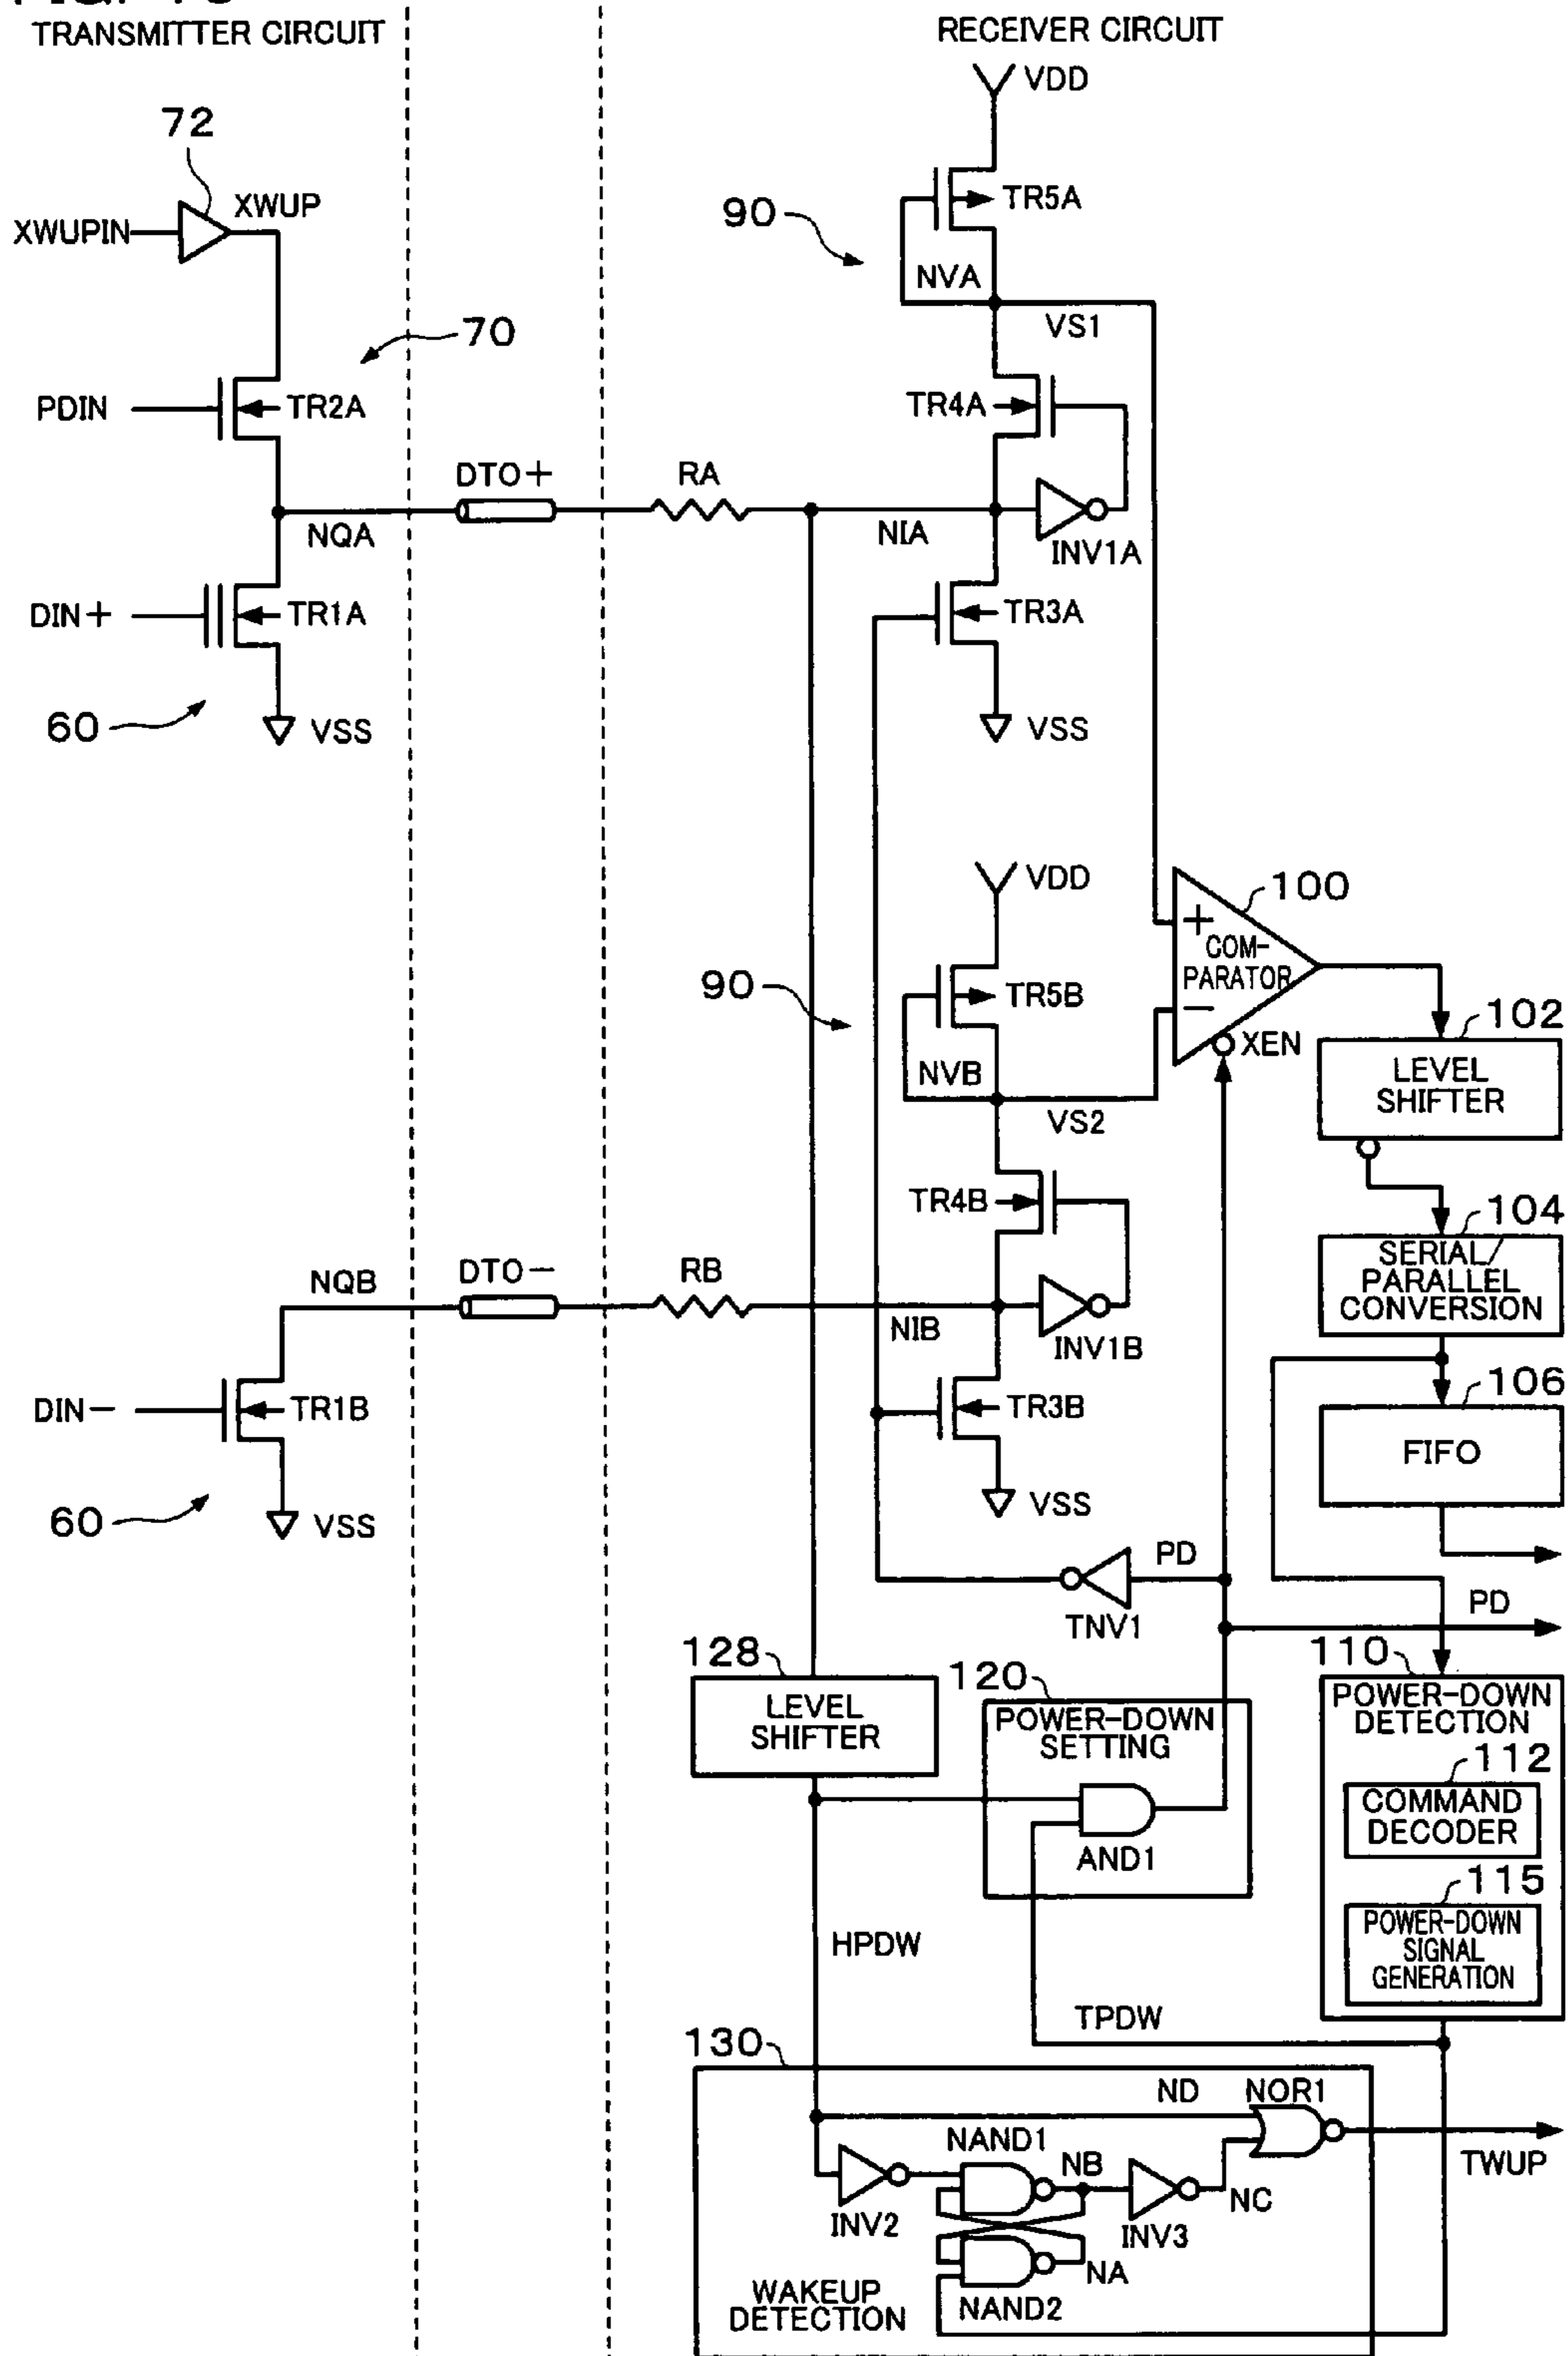 TRANSMITTER CIRCUIT
RECEIVER CIRCUIT
VDD
72
XWUPIN
XWUP
TR5A
90
NVA
VS1
70
PDIN
TR2A
TR4A
DTO+
RA
NQA
NIA
INV1A
DIN+
TR1A
TR3A
60
VSS
VSS
VDD
100
+
COM-
PARATOR
−
90
TR5B
102
XEN
LEVEL
SHIFTER
NVB
VS2
TR4B
104
SERIAL/
PARALLEL
CONVERSION
NQB
DTO−
RB
NIB
INV1B
106
FIFO
DIN−
TR1B
TR3B
60
VSS
VSS
PD
TNV1
PD
128
LEVEL
SHIFTER
120
POWER-DOWN
SETTING
110
POWER-DOWN
DETECTION
112
COMMAND
DECODER
AND1
115
POWER-DOWN
SIGNAL
GENERATION
HPDW
TPDW
130
ND
NOR1
NAND1
NB
TWUP
NC
INV2
INV3
NA
WAKEUP
DETECTION
NAND2